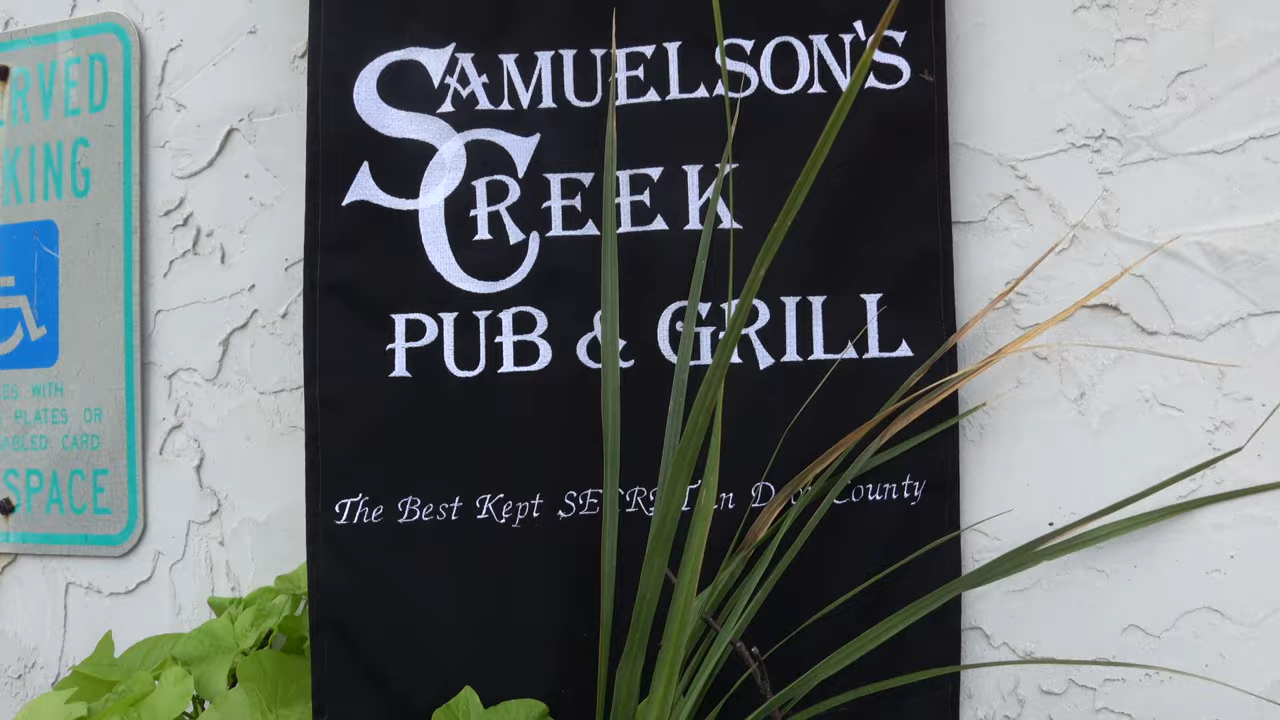 SAMUELSON'S
CREEK
PUB & GRILL
The Best Kept SECRET in Door County
RVED
KING
ES WITH
PLATES OR
ABLED CARD
SPACE